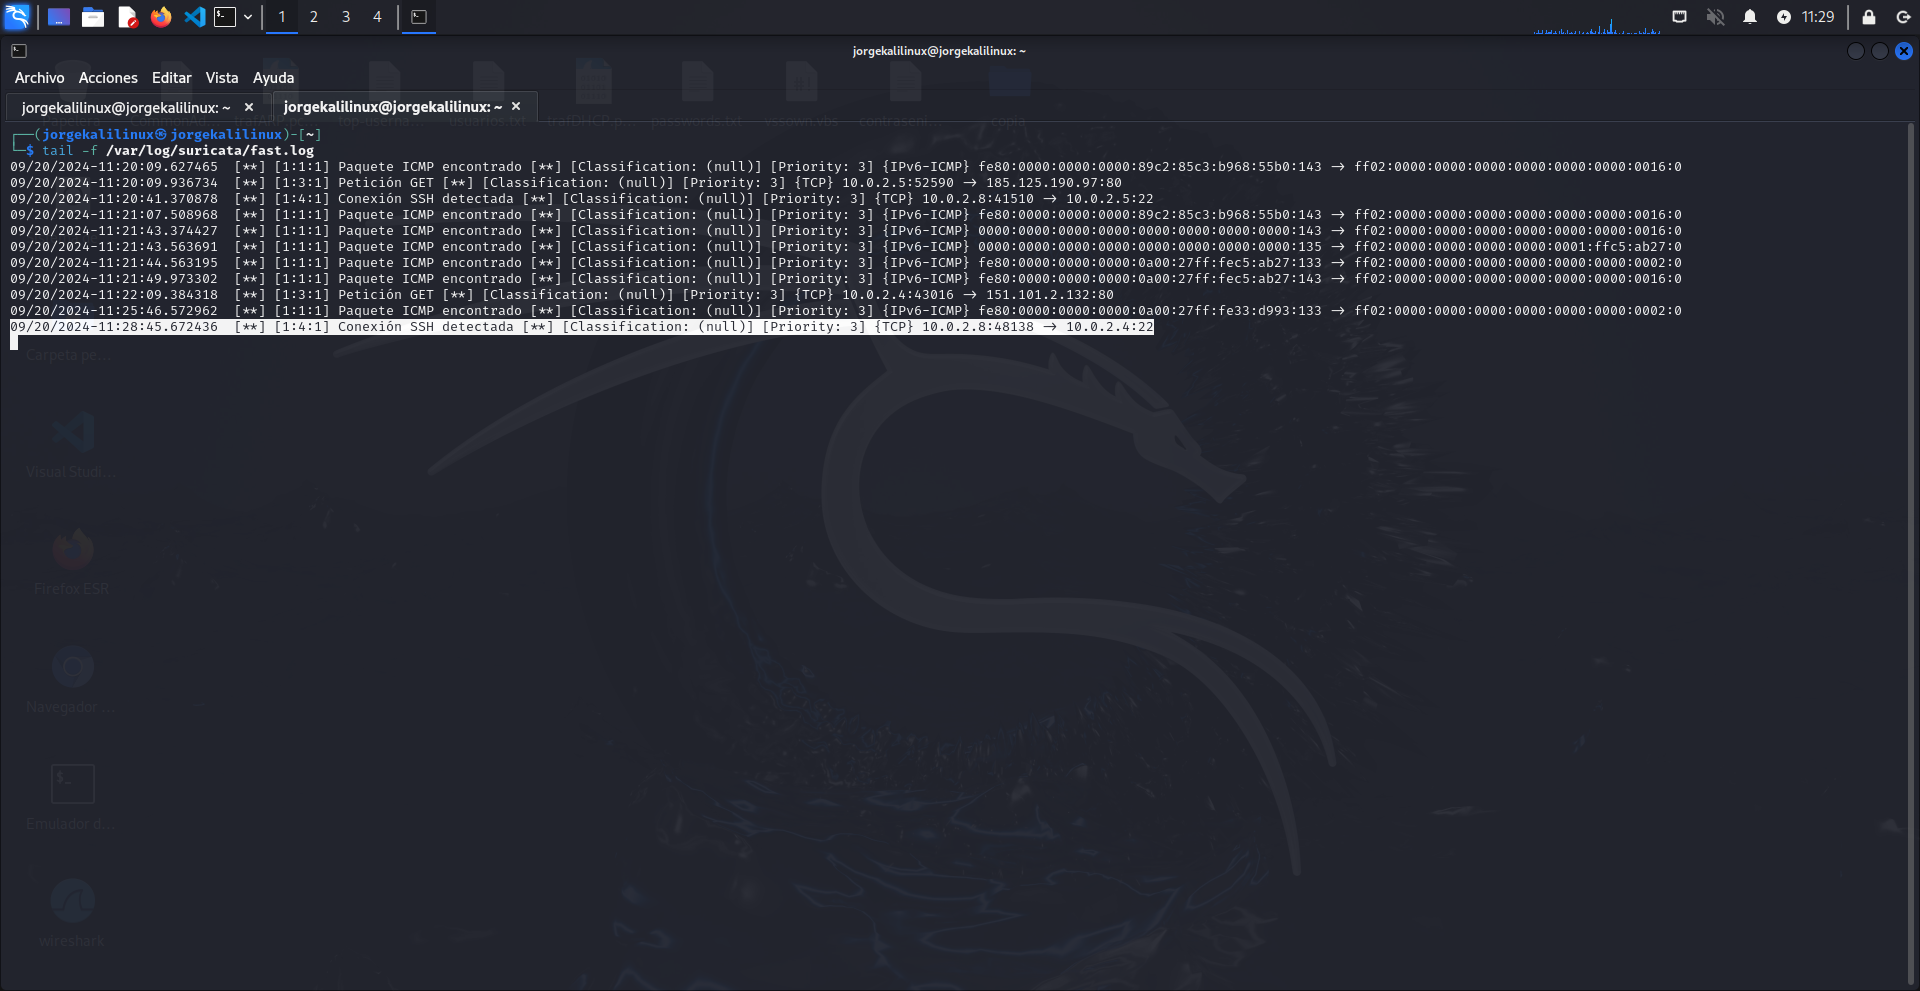 1 2 3 4 11:29
jorgekalilinux@jorgekalilinux: ~
Archivo Acciones Editar Vista Ayuda
jorgekalilinux@jorgekalilinux: ~ × jorgekalilinux@jorgekalilinux: ~ ×
top-userna... usuarios.txt trafDHCP.p... passwords.txt vssown.vbs contraseni... copia
┌──(jorgekalilinux㉿jorgekalilinux)-[~]
└─$ tail -f /var/log/suricata/fast.log
09/20/2024-11:20:09.627465  [**] [1:1:1] Paquete ICMP encontrado [**] [Classification: (null)] [Priority: 3] {IPv6-ICMP} fe80:0000:0000:0000:89c2:85c3:b968:55b0:143 → ff02:0000:0000:0000:0000:0000:0000:0016:0
09/20/2024-11:20:09.936734  [**] [1:3:1] Petición GET [**] [Classification: (null)] [Priority: 3] {TCP} 10.0.2.5:52590 → 185.125.190.97:80
09/20/2024-11:20:41.370878  [**] [1:4:1] Conexión SSH detectada [**] [Classification: (null)] [Priority: 3] {TCP} 10.0.2.8:41510 → 10.0.2.5:22
09/20/2024-11:21:07.508968  [**] [1:1:1] Paquete ICMP encontrado [**] [Classification: (null)] [Priority: 3] {IPv6-ICMP} fe80:0000:0000:0000:89c2:85c3:b968:55b0:143 → ff02:0000:0000:0000:0000:0000:0000:0016:0
09/20/2024-11:21:43.374427  [**] [1:1:1] Paquete ICMP encontrado [**] [Classification: (null)] [Priority: 3] {IPv6-ICMP} 0000:0000:0000:0000:0000:0000:0000:0000:143 → ff02:0000:0000:0000:0000:0000:0000:0016:0
09/20/2024-11:21:43.563691  [**] [1:1:1] Paquete ICMP encontrado [**] [Classification: (null)] [Priority: 3] {IPv6-ICMP} 0000:0000:0000:0000:0000:0000:0000:0000:135 → ff02:0000:0000:0000:0000:0001:ffc5:ab27:0
09/20/2024-11:21:44.563195  [**] [1:1:1] Paquete ICMP encontrado [**] [Classification: (null)] [Priority: 3] {IPv6-ICMP} fe80:0000:0000:0000:0a00:27ff:fec5:ab27:133 → ff02:0000:0000:0000:0000:0000:0000:0002:0
09/20/2024-11:21:49.973302  [**] [1:1:1] Paquete ICMP encontrado [**] [Classification: (null)] [Priority: 3] {IPv6-ICMP} fe80:0000:0000:0000:0a00:27ff:fec5:ab27:143 → ff02:0000:0000:0000:0000:0000:0000:0016:0
09/20/2024-11:22:09.384318  [**] [1:3:1] Petición GET [**] [Classification: (null)] [Priority: 3] {TCP} 10.0.2.4:43016 → 151.101.2.132:80
09/20/2024-11:25:46.572962  [**] [1:1:1] Paquete ICMP encontrado [**] [Classification: (null)] [Priority: 3] {IPv6-ICMP} fe80:0000:0000:0000:0a00:27ff:fe33:d993:133 → ff02:0000:0000:0000:0000:0000:0000:0002:0
09/20/2024-11:28:45.672436  [**] [1:4:1] Conexión SSH detectada [**] [Classification: (null)] [Priority: 3] {TCP} 10.0.2.8:48138 → 10.0.2.4:22
Carpeta pe...
Visual Studi...
Firefox ESR
Navegador ...
Emulador d...
wireshark